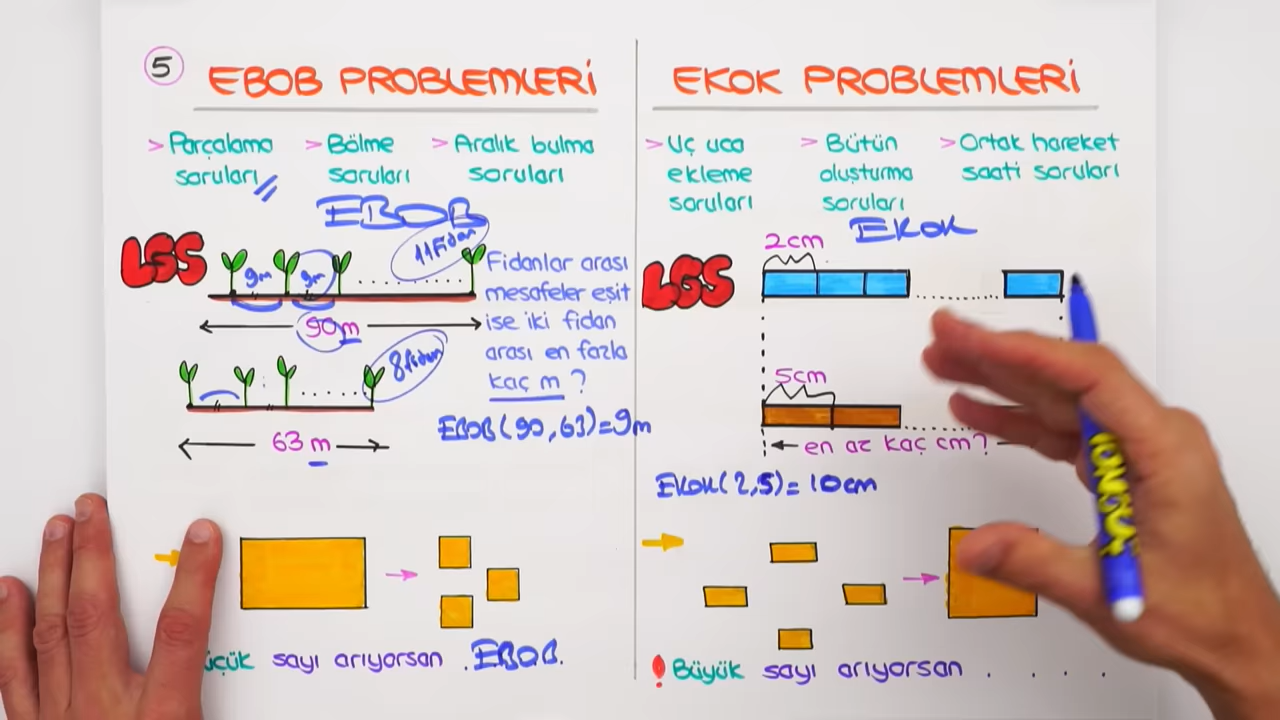 5
EBOB PROBLEMLERİ
> Parçalama
soruları
> Bölme
soruları
> Aralık bulma
soruları
EBOB
LGS
9m
9m
11 Fidan
90m
8 fidan
63 m
Fidanlar arası
mesafeler eşit
ise iki fidan
arası en fazla
kaç m ?
EBOB(90,63)=9m
sayı arıyorsan . EBOB.
EKOK PROBLEMLERİ
> Uç uca
ekleme
soruları
> Bütün
oluşturma
soruları
> Ortak hareket
saati soruları
EKOK
LGS
2cm
5cm
en az kaç cm?
EKOK(2,5)= 10cm
! Büyük sayı arıyorsan . . . .